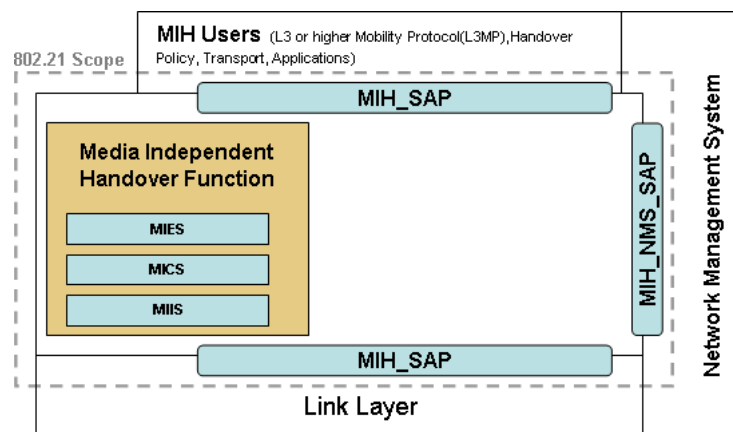 MIH Users (L3 or higher Mobility Protocol(L3MP),Handover
Policy, Transport, Applications)
802.21 Scope
MIH_SAP
Media Independent
Handover Function
MIES
MICS
MIIS
MIH_NMS_SAP
Network Management System
MIH_SAP
Link Layer